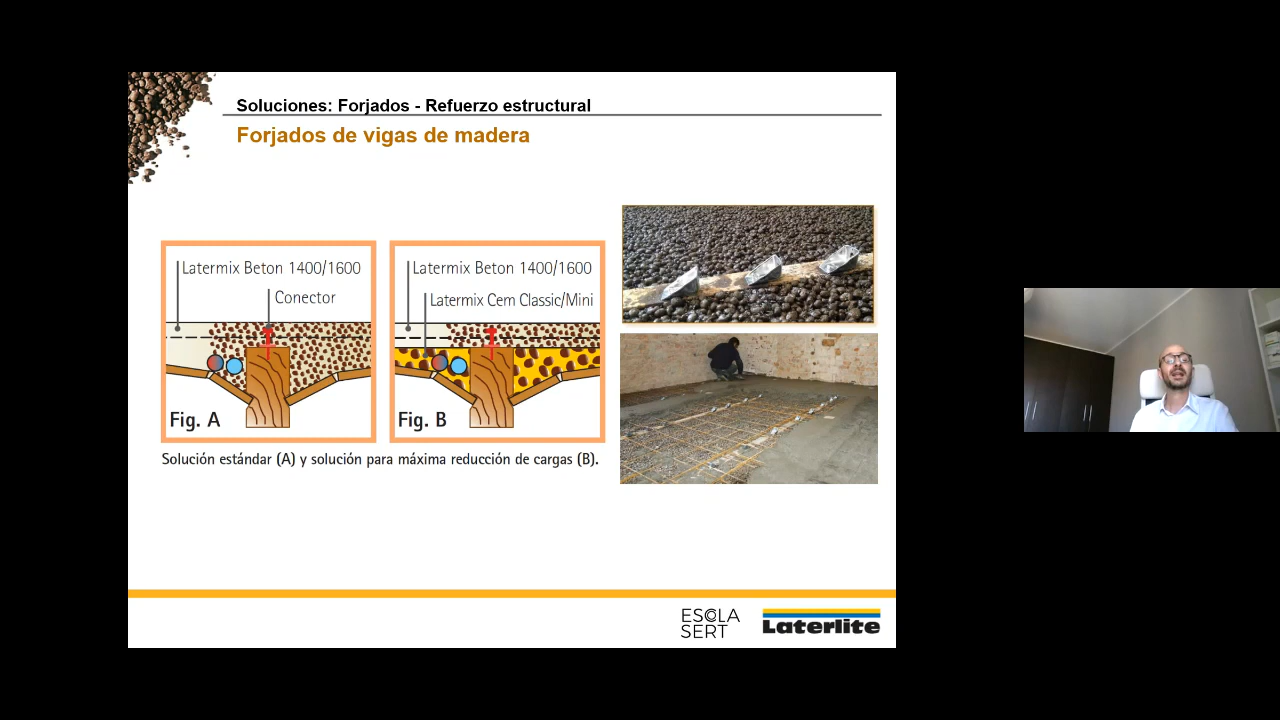 Soluciones: Forjados - Refuerzo estructural
Forjados de vigas de madera
Latermix Beton 1400/1600
Conector
Fig. A
Latermix Beton 1400/1600
Latermix Cem Classic/Mini
Fig. B
Solución estándar (A) y solución para máxima reducción de cargas (B).
ESCOLA
SERT
Laterlite